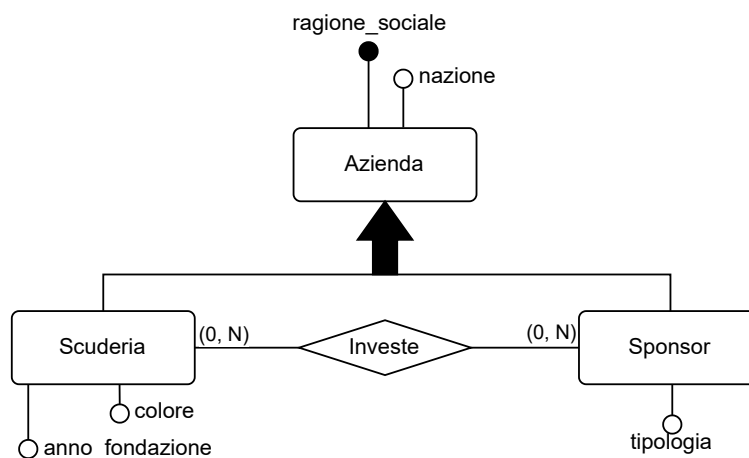 ragione_sociale
nazione
Azienda
Scuderia
(0, N)
Investe
(0, N)
Sponsor
colore
anno_fondazione
tipologia